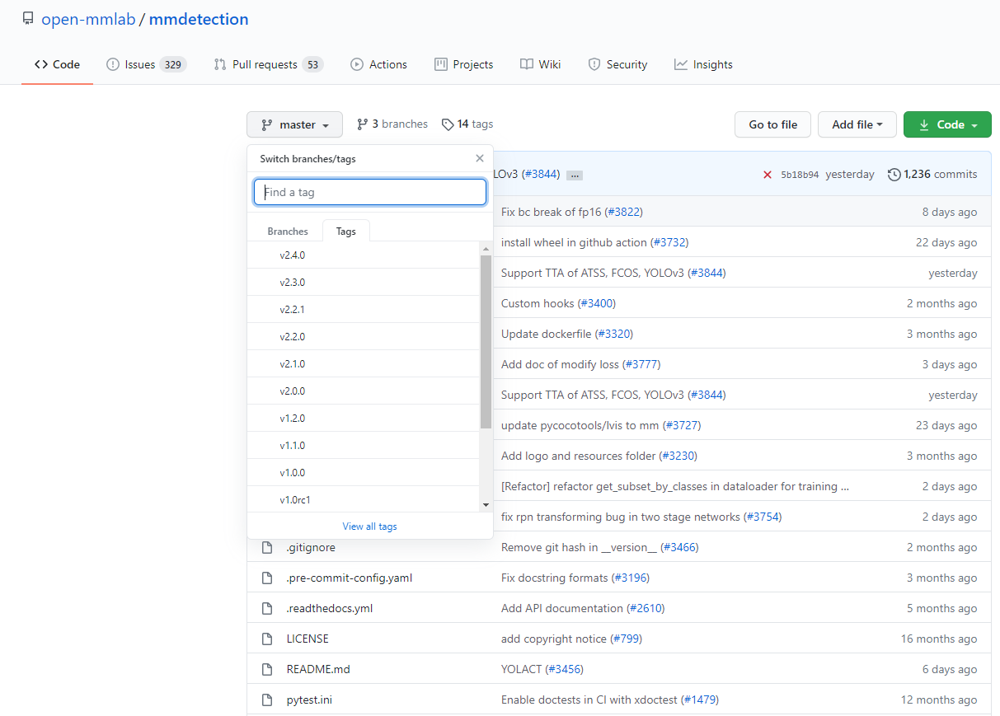 open-mmlab / mmdetection
Code Issues 329 Pull requests 53 Actions Projects Wiki Security Insights
master 3 branches 14 tags Go to file Add file Code
Switch branches/tags
Find a tag
Branches Tags
v2.4.0
v2.3.0
v2.2.1
v2.2.0
v2.1.0
v2.0.0
v1.2.0
v1.1.0
v1.0.0
v1.0rc1
View all tags
LOv3 (#3844) ... 5b18b94 yesterday 1,236 commits
Fix bc break of fp16 (#3822) 8 days ago
install wheel in github action (#3732) 22 days ago
Support TTA of ATSS, FCOS, YOLOv3 (#3844) yesterday
Custom hooks (#3400) 2 months ago
Update dockerfile (#3320) 3 months ago
Add doc of modify loss (#3777) 3 days ago
Support TTA of ATSS, FCOS, YOLOv3 (#3844) yesterday
update pycocotools/lvis to mm (#3727) 23 days ago
Add logo and resources folder (#3230) 3 months ago
[Refactor] refactor get_subset_by_classes in dataloader for training ... 2 days ago
fix rpn transforming bug in two stage networks (#3754) 2 days ago
.gitignore Remove git hash in __version__ (#3466) 2 months ago
.pre-commit-config.yaml Fix docstring formats (#3196) 3 months ago
.readthedocs.yml Add API documentation (#2610) 5 months ago
LICENSE add copyright notice (#799) 16 months ago
README.md YOLACT (#3456) 6 days ago
pytest.ini Enable doctests in CI with xdoctest (#1479) 12 months ago